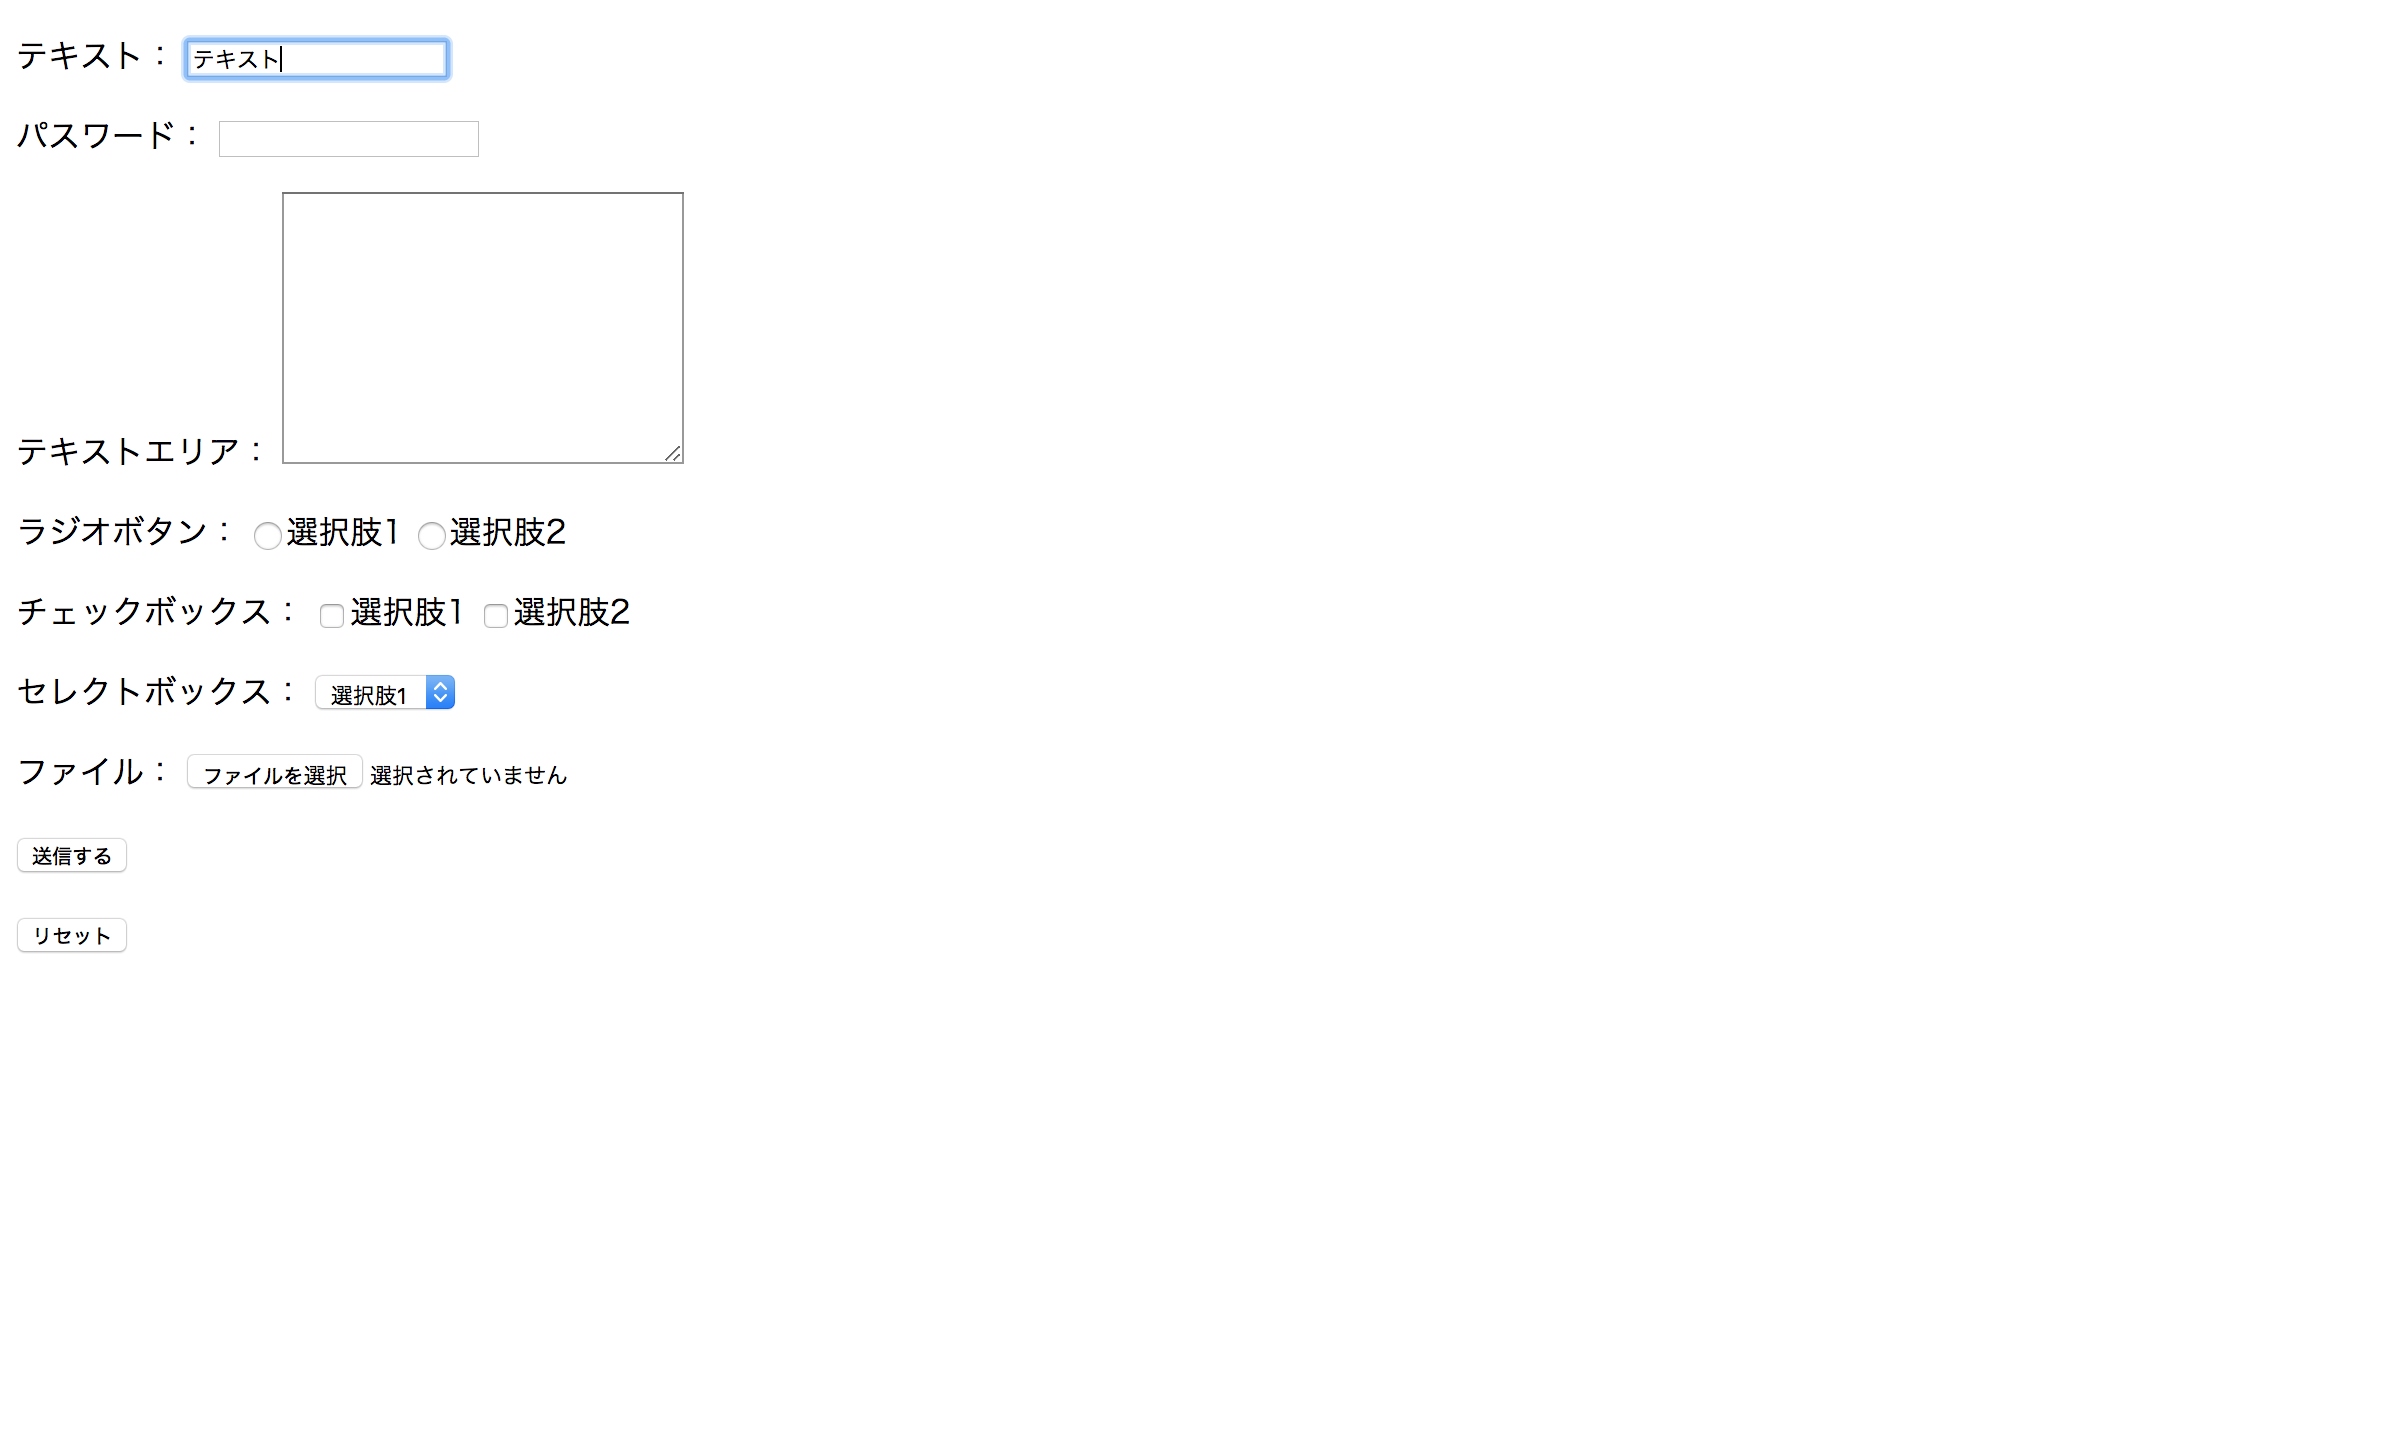 テキスト： テキスト
パスワード：
テキストエリア：
ラジオボタン： 選択肢1 選択肢2
チェックボックス： 選択肢1 選択肢2
セレクトボックス： 選択肢1
ファイル： ファイルを選択 選択されていません
送信する
リセット